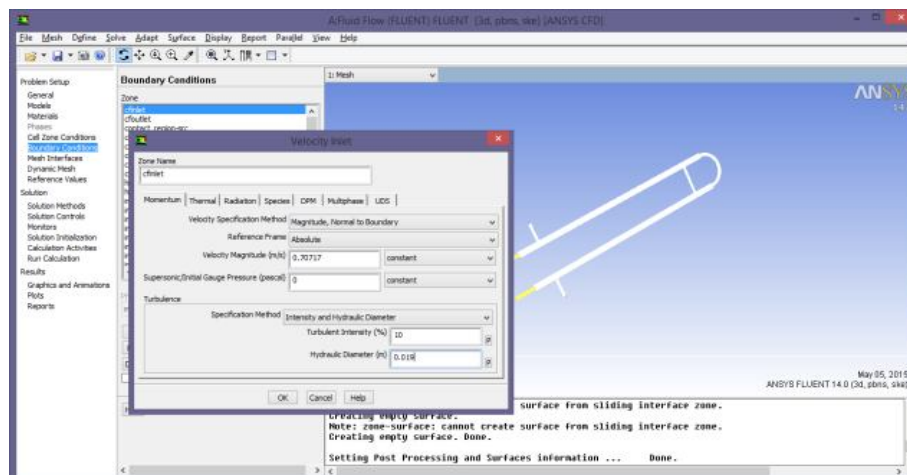 A:Fluid Flow (FLUENT) FLUENT [3d, pbns, ske] [ANSYS CFD]
File Mesh Define Solve Adapt Surface Display Report Parallel View Help
Problem Setup
General
Models
Materials
Phases
Cell Zone Conditions
Boundary Conditions
Mesh Interfaces
Dynamic Mesh
Reference Values
Solution
Solution Methods
Solution Controls
Monitors
Solution Initialization
Calculation Activities
Run Calculation
Results
Graphics and Animations
Plots
Reports
Boundary Conditions
Zone
cfinlet
cfoutlet
contact_region-src
1: Mesh
ANSYS
Velocity Inlet
Zone Name
cfinlet
Momentum Thermal Radiation Species DPM Multiphase UDS
Velocity Specification Method Magnitude, Normal to Boundary
Reference Frame Absolute
Velocity Magnitude (m/s) 0.70717 constant
Supersonic/Initial Gauge Pressure (pascal) 0 constant
Turbulence
Specification Method Intensity and Hydraulic Diameter
Turbulent Intensity (%) 10
Hydraulic Diameter (m) 0.019
OK Cancel Help
May 05, 2015
ANSYS FLUENT 14.0 (3d, pbns, ske)
surface from sliding interface zone.
Creating empty surface.
Note: zone-surface: cannot create surface from sliding interface zone.
Creating empty surface. Done.
Setting Post Processing and Surfaces information ... Done.